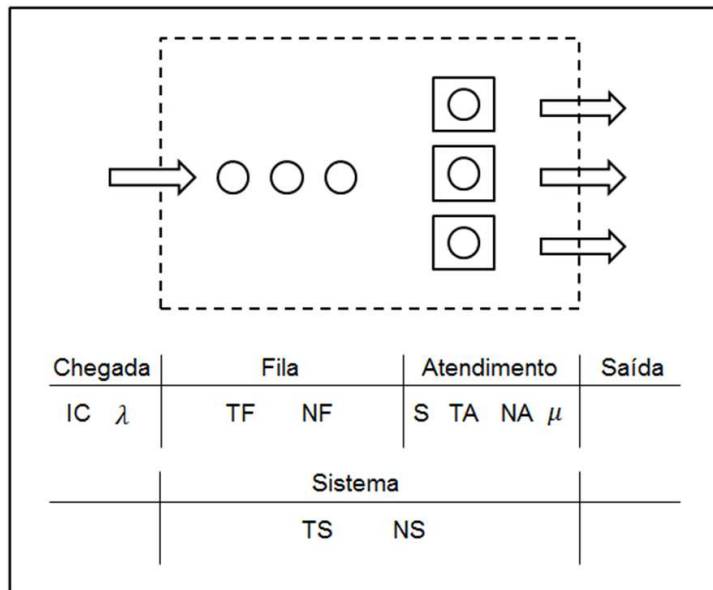 Chegada Fila Atendimento Saída
IC λ TF NF S TA NA μ
Sistema
TS NS